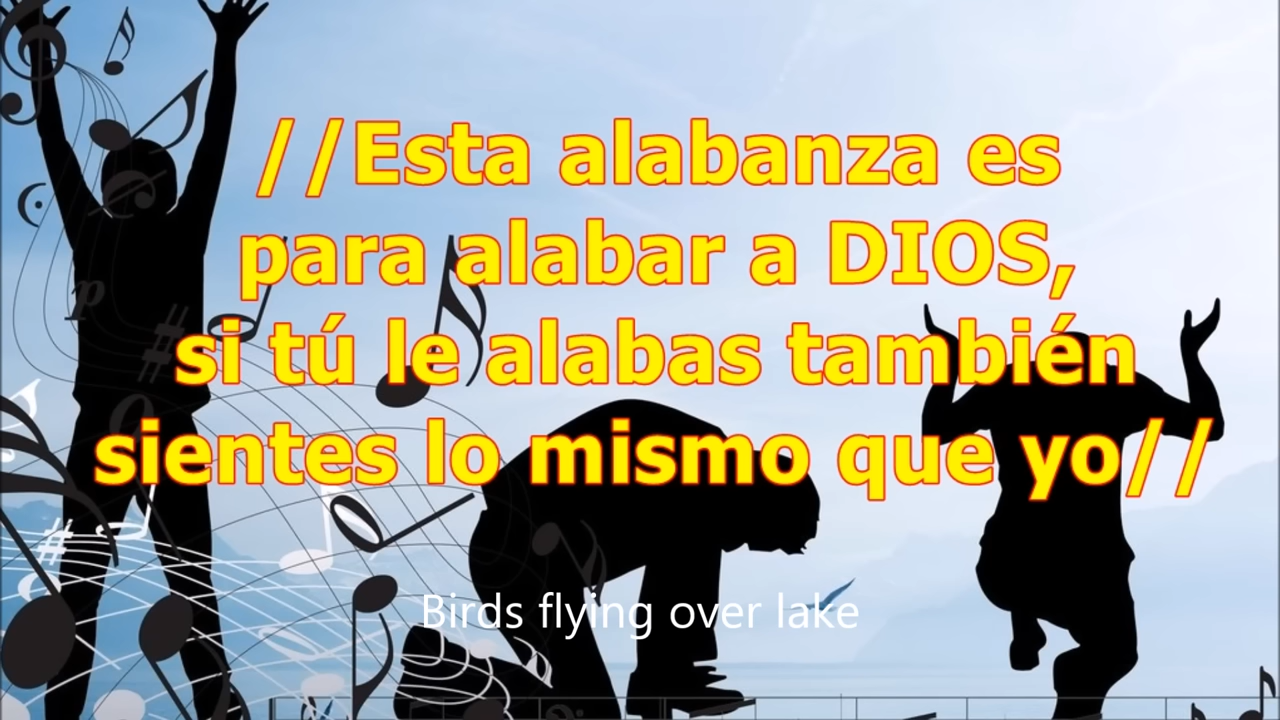 //Esta alabanza es
para alabar a DIOS,
si tú le alabas también
sientes lo mismo que yo//
Birds flying over lake